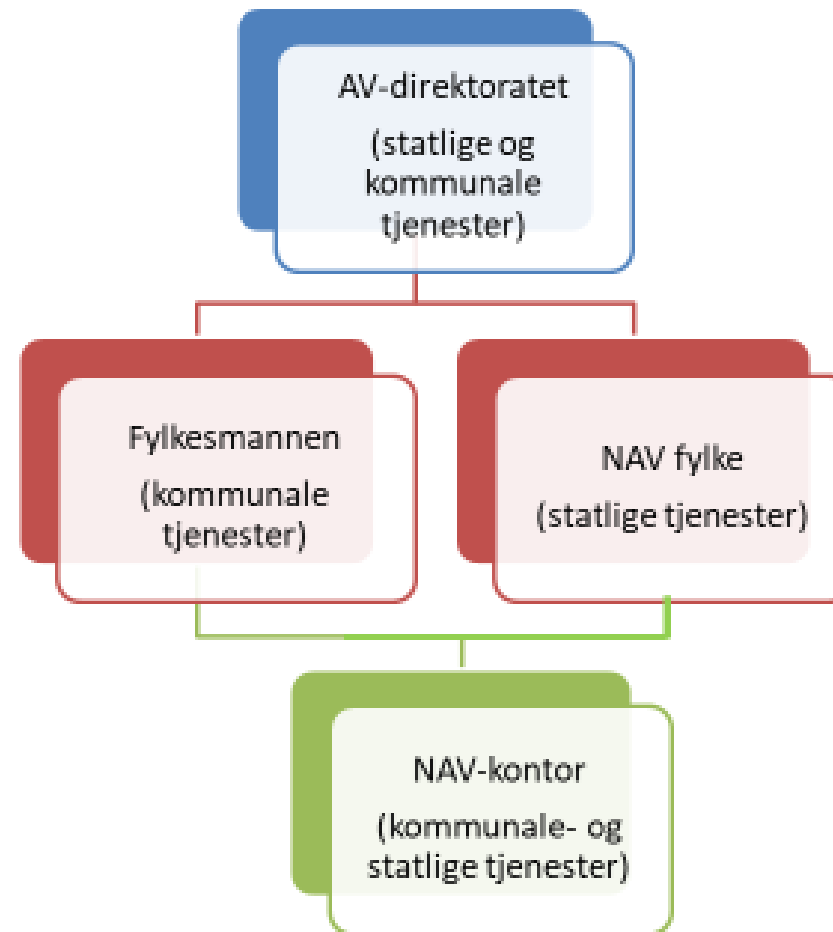 AV-direktoratet
(statlige og
kommunale
tjenester)
Fylkesmannen
(kommunale
tjenester)
NAV fylke
(statlige tjenester)
NAV-kontor
(kommunale- og
statlige tjenester)